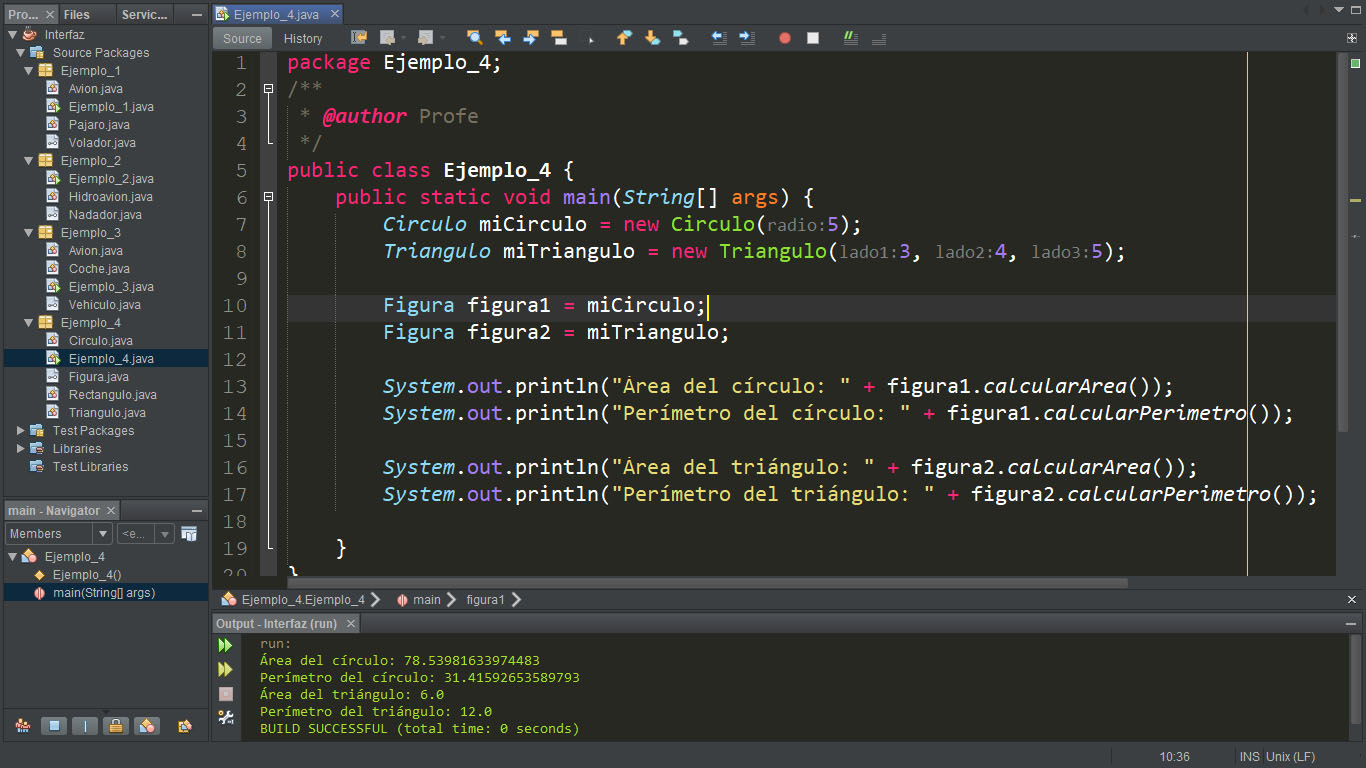 Pro... Files Servic...
Interfaz
Source Packages
Ejemplo_1
Avion.java
Ejemplo_1.java
Pajaro.java
Volador.java
Ejemplo_2
Ejemplo_2.java
Hidroavion.java
Nadador.java
Ejemplo_3
Avion.java
Coche.java
Ejemplo_3.java
Vehiculo.java
Ejemplo_4
Circulo.java
Ejemplo_4.java
Figura.java
Rectangulo.java
Triangulo.java
Test Packages
Libraries
Test Libraries
main - Navigator
Members <e...
Ejemplo_4
Ejemplo_4()
main(String[] args)
Ejemplo_4.java
Source History
1 package Ejemplo_4;
2 /**
3 * @author Profe
4 */
5 public class Ejemplo_4 {
6 public static void main(String[] args) {
7 Circulo miCirculo = new Circulo(radio:5);
8 Triangulo miTriangulo = new Triangulo(lado1:3, lado2:4, lado3:5);
9
10 Figura figura1 = miCirculo;
11 Figura figura2 = miTriangulo;
12
13 System.out.println("Área del círculo: " + figura1.calcularArea());
14 System.out.println("Perímetro del círculo: " + figura1.calcularPerimetro());
15
16 System.out.println("Área del triángulo: " + figura2.calcularArea());
17 System.out.println("Perímetro del triángulo: " + figura2.calcularPerimetro());
18
19 }
20 }
Ejemplo_4.Ejemplo_4 main figura1
Output - Interfaz (run)
run:
Área del círculo: 78.53981633974483
Perímetro del círculo: 31.41592653589793
Área del triángulo: 6.0
Perímetro del triángulo: 12.0
BUILD SUCCESSFUL (total time: 0 seconds)
10:36 INS Unix (LF)